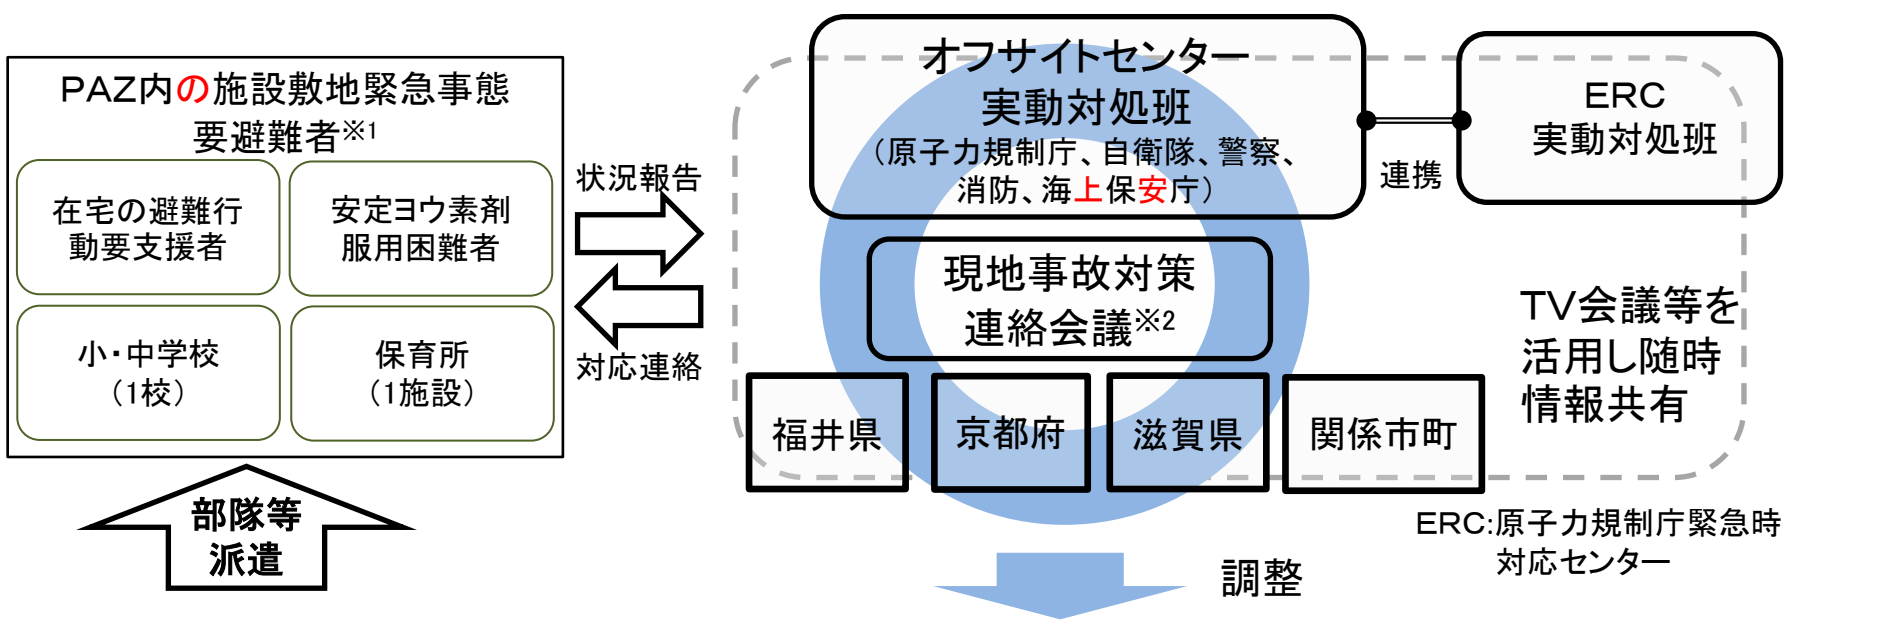 PAZ内の施設敷地緊急事態
要避難者※1
在宅の避難行
動要支援者
安定ヨウ素剤
服用困難者
小・中学校
（1校）
保育所
（1施設）
部隊等
派遣
状況報告
対応連絡
オフサイトセンター
実動対処班
（原子力規制庁、自衛隊、警察、
消防、海上保安庁）
連携
ERC
実動対処班
現地事故対策
連絡会議※2
TV会議等を
活用し随時
情報共有
福井県
京都府
滋賀県
関係市町
ERC:原子力規制庁緊急時
対応センター
調整